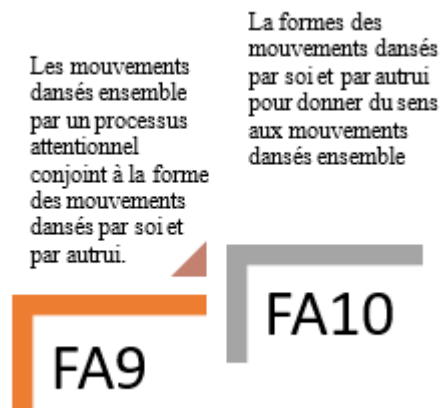 Les mouvements
dansés ensemble
par un processus
attentionnel
conjoint à la forme
des mouvements
dansés par soi et
par autrui.
FA9
La formes des
mouvements dansés
par soi et par autrui
pour donner du sens
aux mouvements
dansés ensemble
FA10